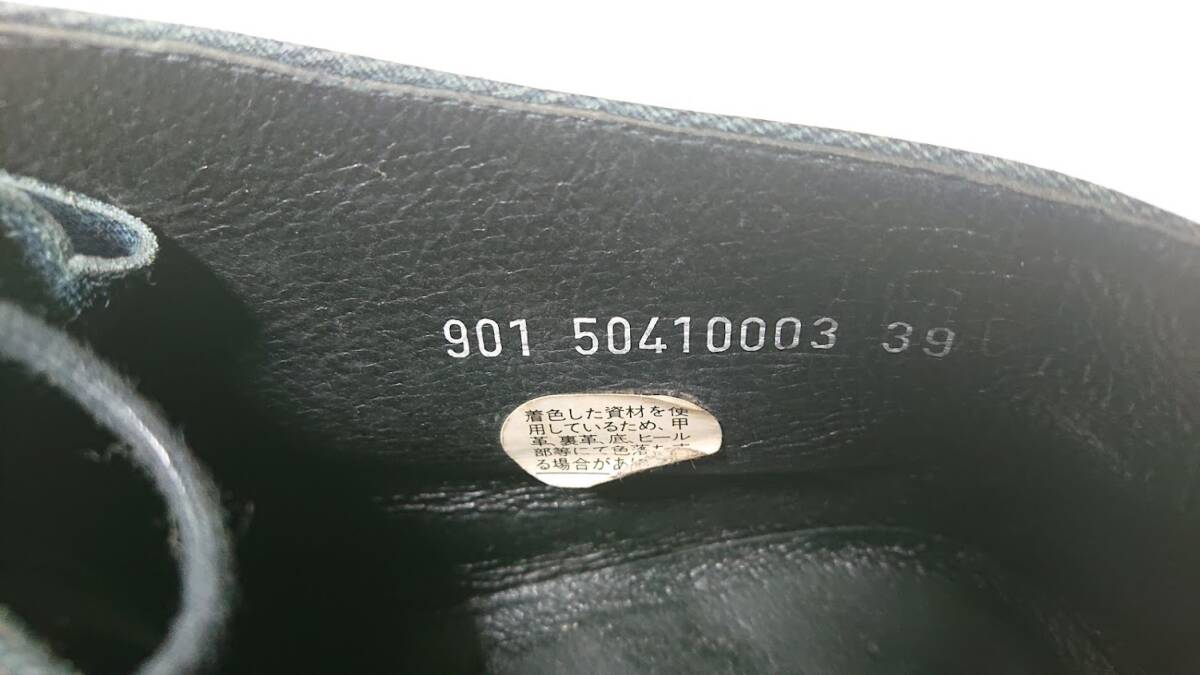 901 50410003 39
着色した資材を使
用しているため、甲
革、裏革、底、ヒール
部等にて色落ち
る場合があ